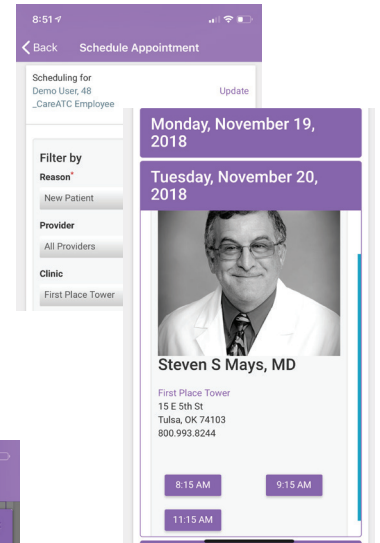 8:51
Back
Schedule Appointment
Scheduling for
Demo User, 48
Update
_CareATC Employee
Filter by
Reason*
New Patient
Provider
All Providers
Clinic
First Place Tower
Monday, November 19,
2018
Tuesday, November 20,
2018
Steven S Mays, MD
First Place Tower
15 E 5th St
Tulsa, OK 74103
800.993.8244
8:15 AM
9:15 AM
11:15 AM